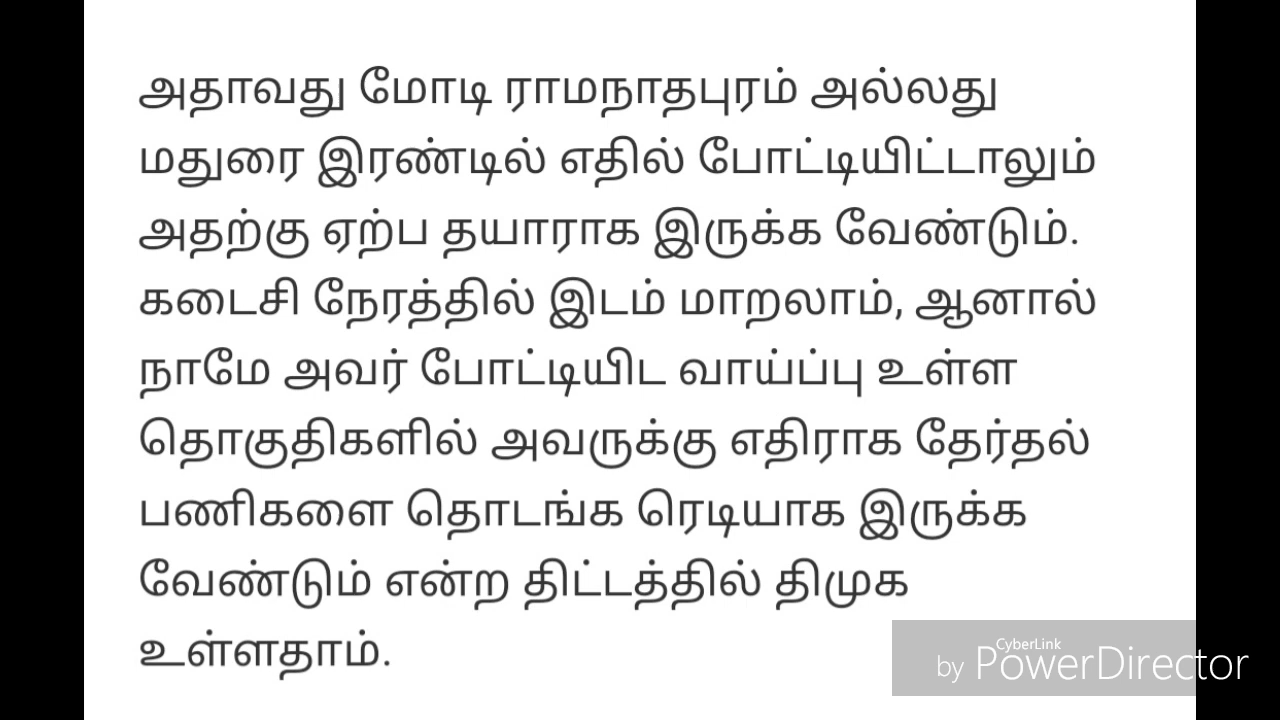 அதாவது மோடி ராமநாதபுரம் அல்லது
மதுரை இரண்டில் எதில் போட்டியிட்டாலும்
அதற்கு ஏற்ப தயாராக இருக்க வேண்டும்.
கடைசி நேரத்தில் இடம் மாறலாம், ஆனால்
நாமே அவர் போட்டியிட வாய்ப்பு உள்ள
தொகுதிகளில் அவருக்கு எதிராக தேர்தல்
பணிகளை தொடங்க ரெடியாக இருக்க
வேண்டும் என்ற திட்டத்தில் திமுக
உள்ளதாம்.
CyberLink
by PowerDirector